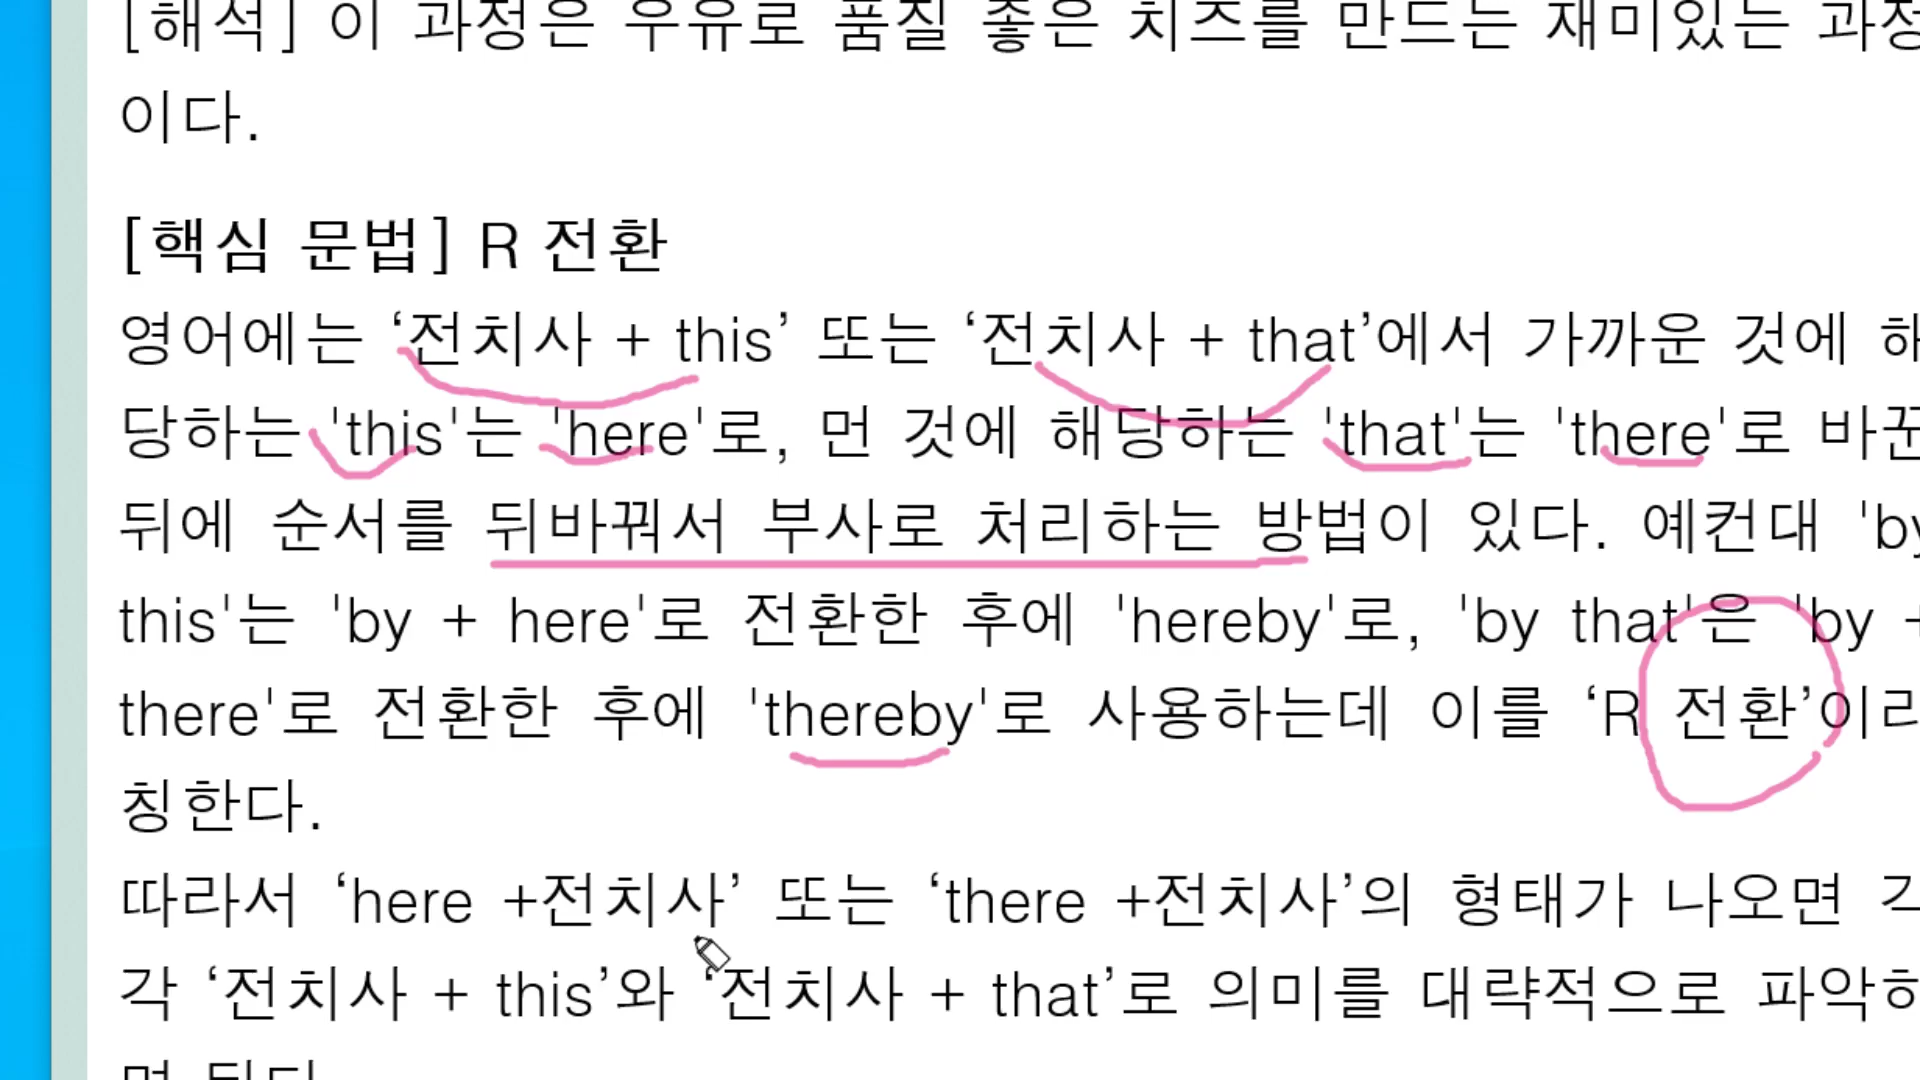 [해석] 이 과정은 우유로 품질 좋은 치즈를 만드는 재미있는 과정
이다.
[핵심 문법] R 전환
영어에는 ‘전치사 + this’ 또는 ‘전치사 + that’에서 가까운 것에 해
당하는 'this'는 'here'로, 먼 것에 해당하는 'that'는 'there'로 바꾼
뒤에 순서를 뒤바꿔서 부사로 처리하는 방법이 있다. 예컨대 'by
this'는 'by + here'로 전환한 후에 'hereby'로, 'by that'은 'by +
there'로 전환한 후에 'thereby'로 사용하는데 이를 ‘R 전환’이라
칭한다.
따라서 ‘here +전치사’ 또는 ‘there +전치사’의 형태가 나오면 각
각 ‘전치사 + this’와 ‘전치사 + that’로 의미를 대략적으로 파악하
면 된다.